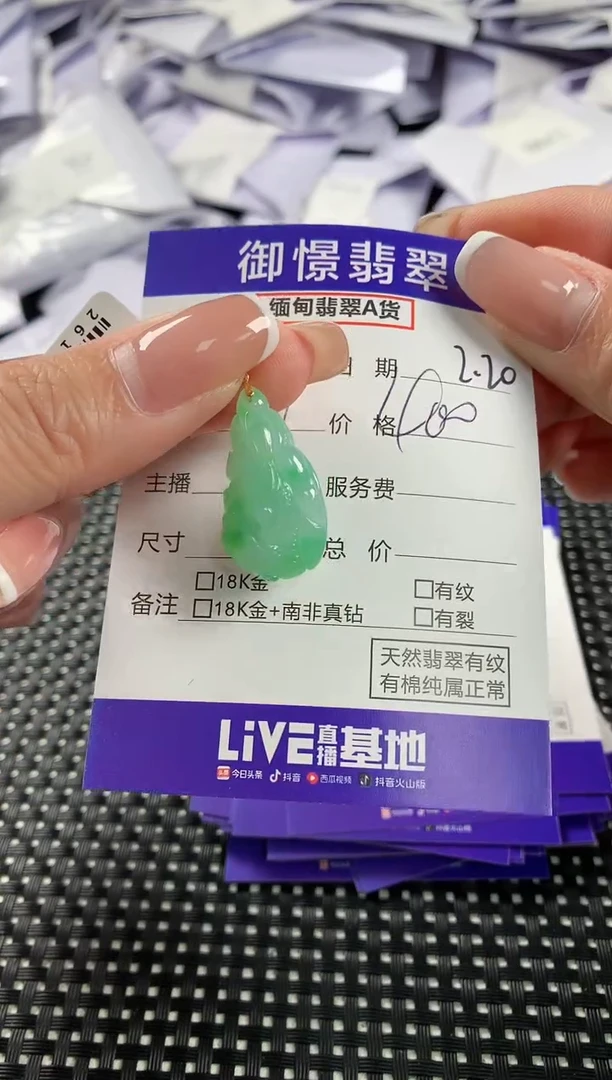 御憬翡翠
缅甸翡翠A货
日 期 2.20
价 格 1600
主播
服务费
尺寸
总 价
备注
□18K金
□有纹
□18K金+南非真钻
□有裂
天然翡翠有纹
有棉纯属正常
LiVE直播基地
头条 今日头条 抖音 西瓜视频 抖音火山版
261